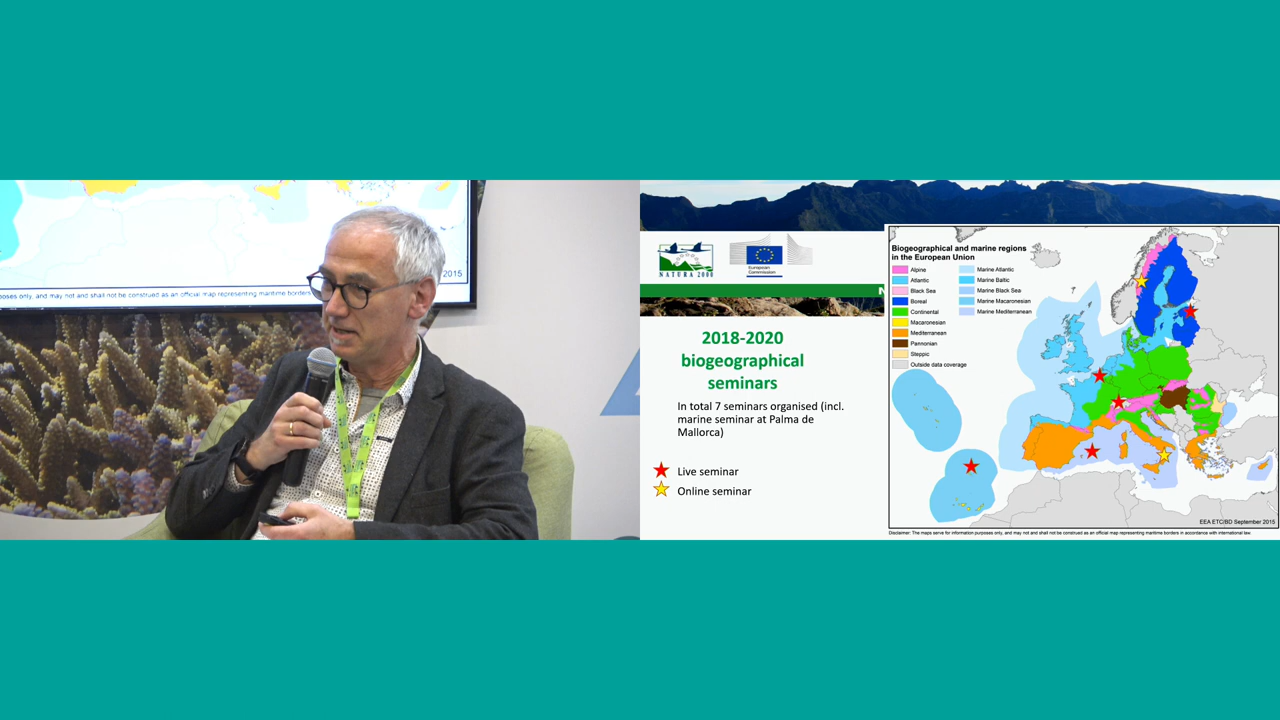 2015
poses only, and may not and shall not be construed as an official map representing maritime borders
NATURA 2000
European
Commission
N
2018-2020
biogeographical
seminars
In total 7 seminars organised (incl.
marine seminar at Palma de
Mallorca)
Live seminar
Online seminar
Biogeographical and marine regions
in the European Union
Alpine
Atlantic
Black Sea
Boreal
Continental
Macaronesian
Mediterranean
Pannonian
Steppic
Outside data coverage
Marine Atlantic
Marine Baltic
Marine Black Sea
Marine Macaronesian
Marine Mediterranean
EEA ETC/BD September 2015
Disclaimer: The maps serve for information purposes only, and may not and shall not be construed as an official map representing maritime borders in accordance with international law.